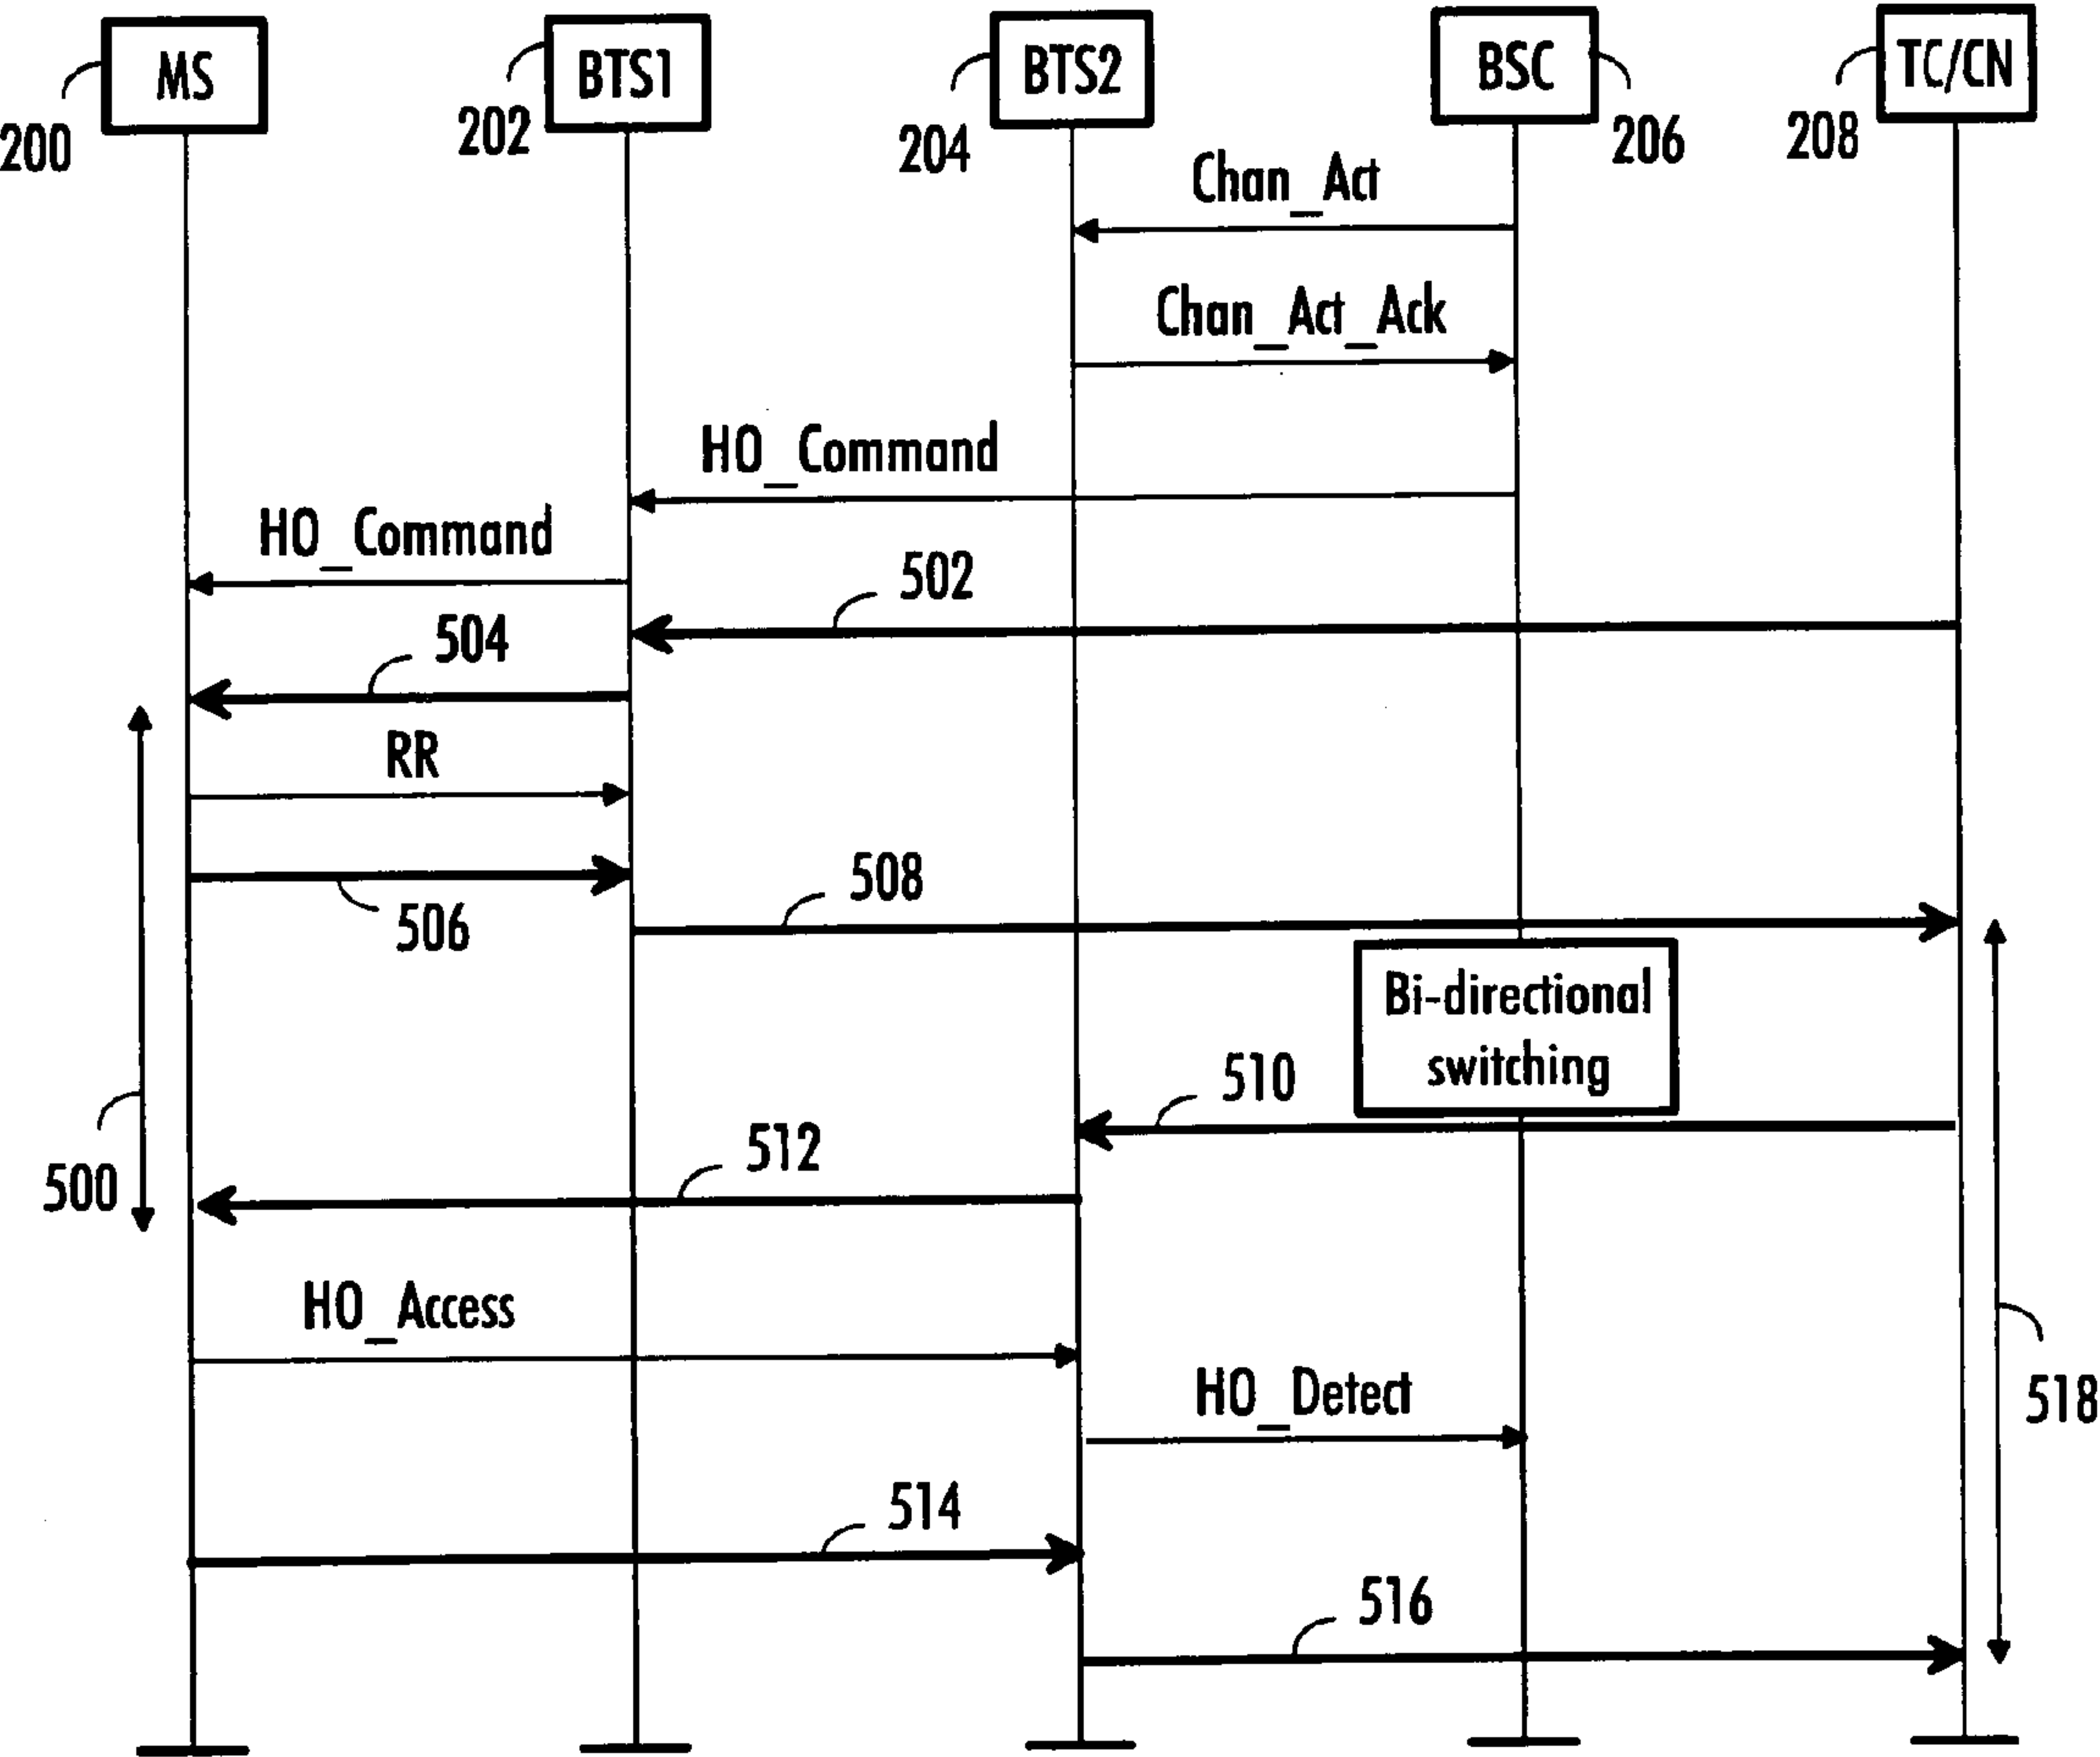 MS
BTS1
BTS2
BSC
TC/CN
200
202
204
206
208
Chan_Act
Chan_Act_Ack
HO_Command
HO_Command
502
504
RR
506
508
Bi-directional
switching
510
512
500
HO_Access
HO_Detect
518
514
516